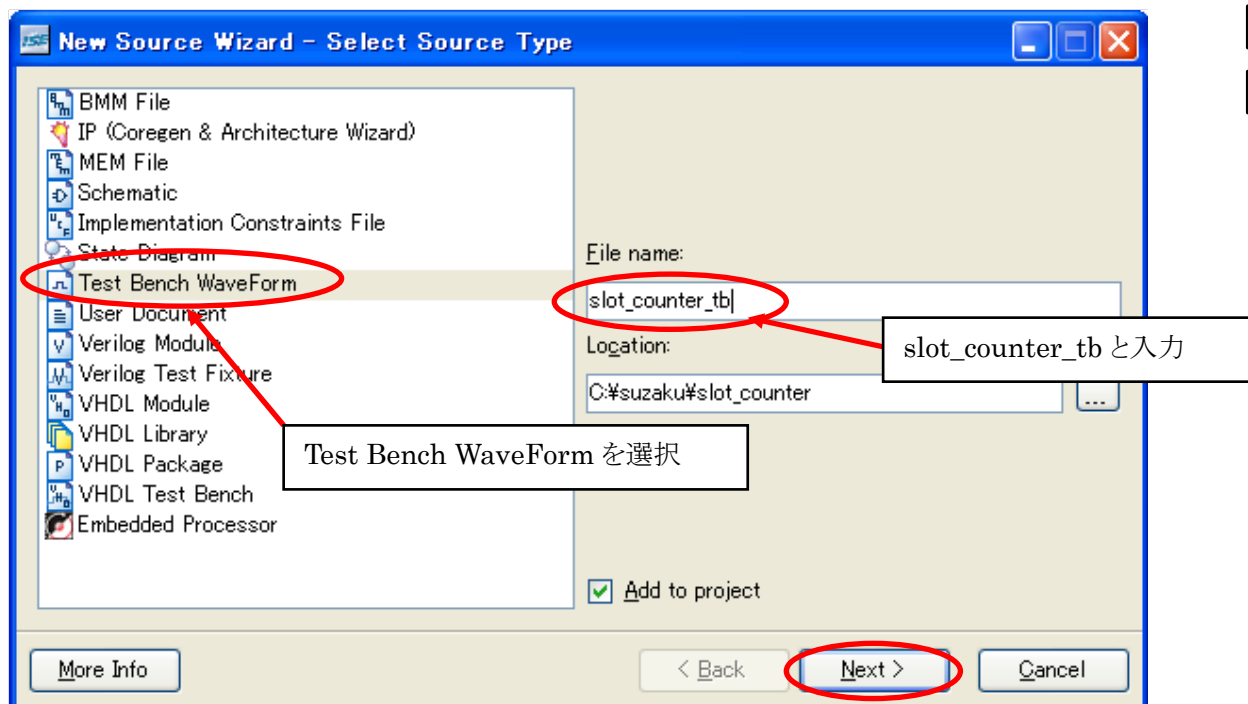 ISE New Source Wizard - Select Source Type
BMM File
IP (Coregen & Architecture Wizard)
MEM File
Schematic
Implementation Constraints File
State Diagram
Test Bench WaveForm
User Document
Verilog Module
Verilog Test Fixture
VHDL Module
VHDL Library
VHDL Package
VHDL Test Bench
Embedded Processor
Test Bench WaveForm を選択
File name:
slot_counter_tb
slot_counter_tb と入力
Location:
C:¥suzaku¥slot_counter
...
Add to project
More Info
< Back
Next >
Cancel